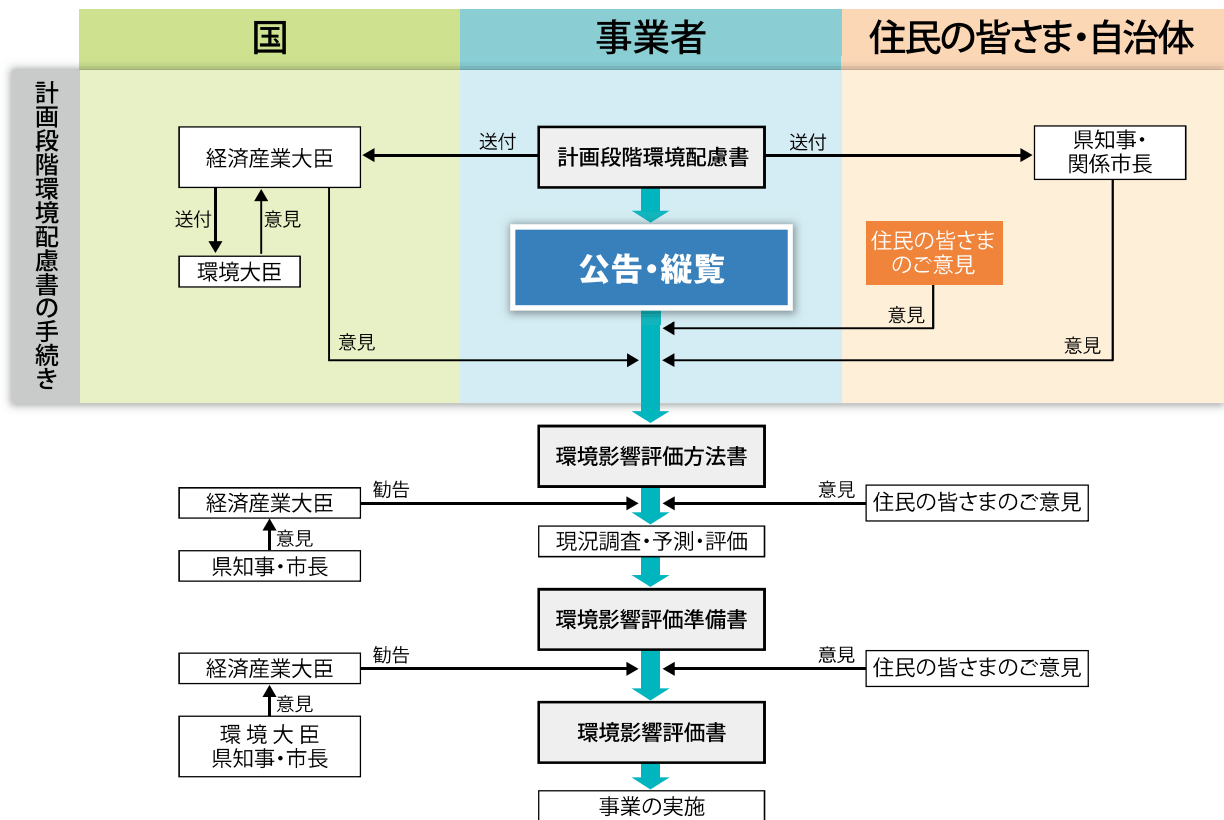 国
事業者
住民の皆さま・自治体
計画段階環境配慮書の手続き
経済産業大臣
送付
計画段階環境配慮書
送付
県知事・
関係市長
送付
意見
環境大臣
公告・縦覧
住民の皆さま
のご意見
意見
意見
意見
環境影響評価方法書
経済産業大臣
勧告
意見
住民の皆さまのご意見
意見
県知事・市長
現況調査・予測・評価
環境影響評価準備書
経済産業大臣
勧告
意見
住民の皆さまのご意見
意見
環境大臣
県知事・市長
環境影響評価書
事業の実施